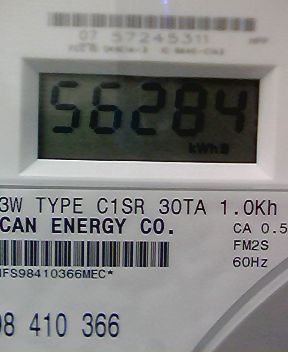 07 57245311
56284
kWh
3W TYPE C1SR 30TA 1.0Kh
CAN ENERGY CO.
CA 0.5
FM2S
60Hz
IFS98410366MEC*
98 410 366